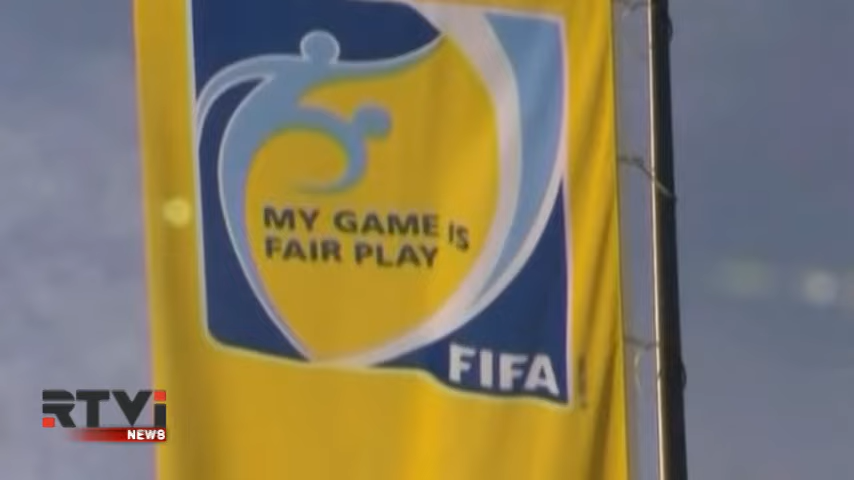 MY GAME IS
FAIR PLAY
FIFA
RTVi
NEWS